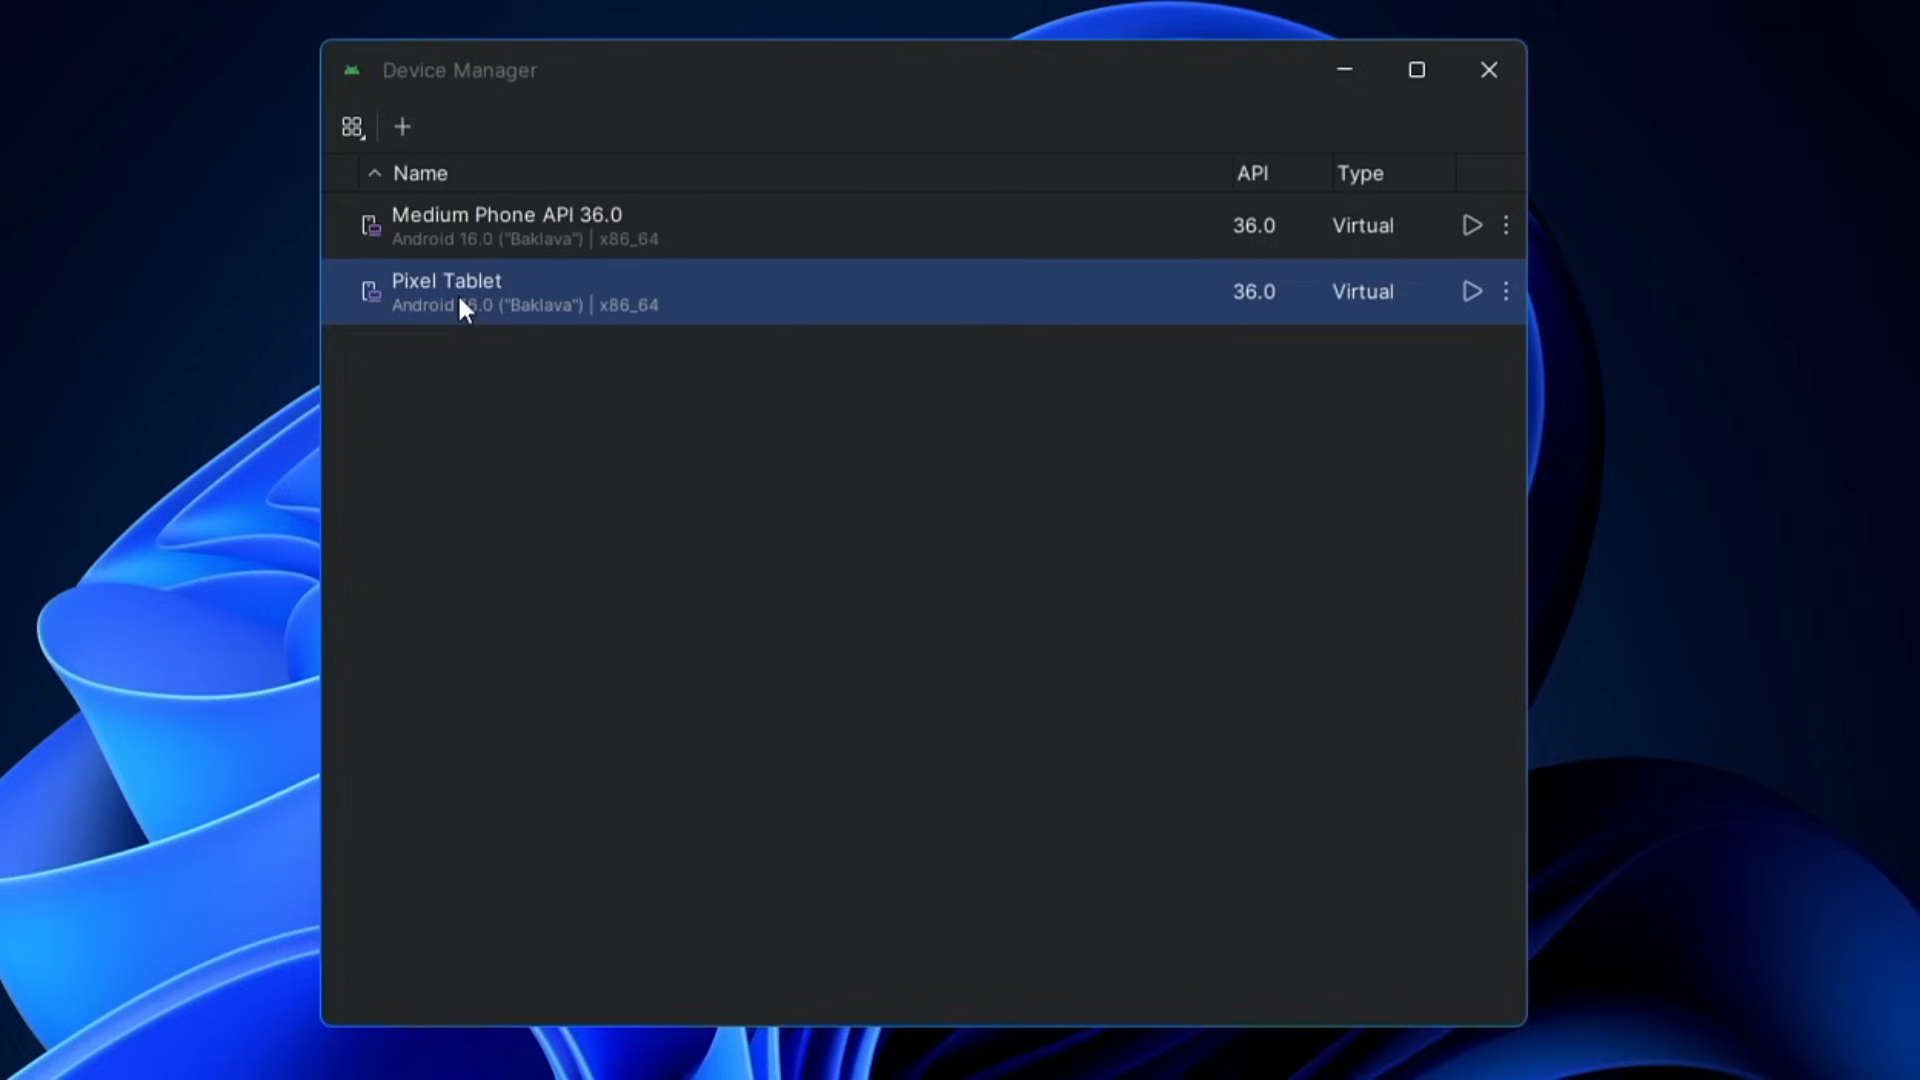 Device Manager
Name API Type
Medium Phone API 36.0
Android 16.0 ("Baklava") | x86_64
36.0 Virtual
Pixel Tablet
Android 6.0 ("Baklava") | x86_64
36.0 Virtual